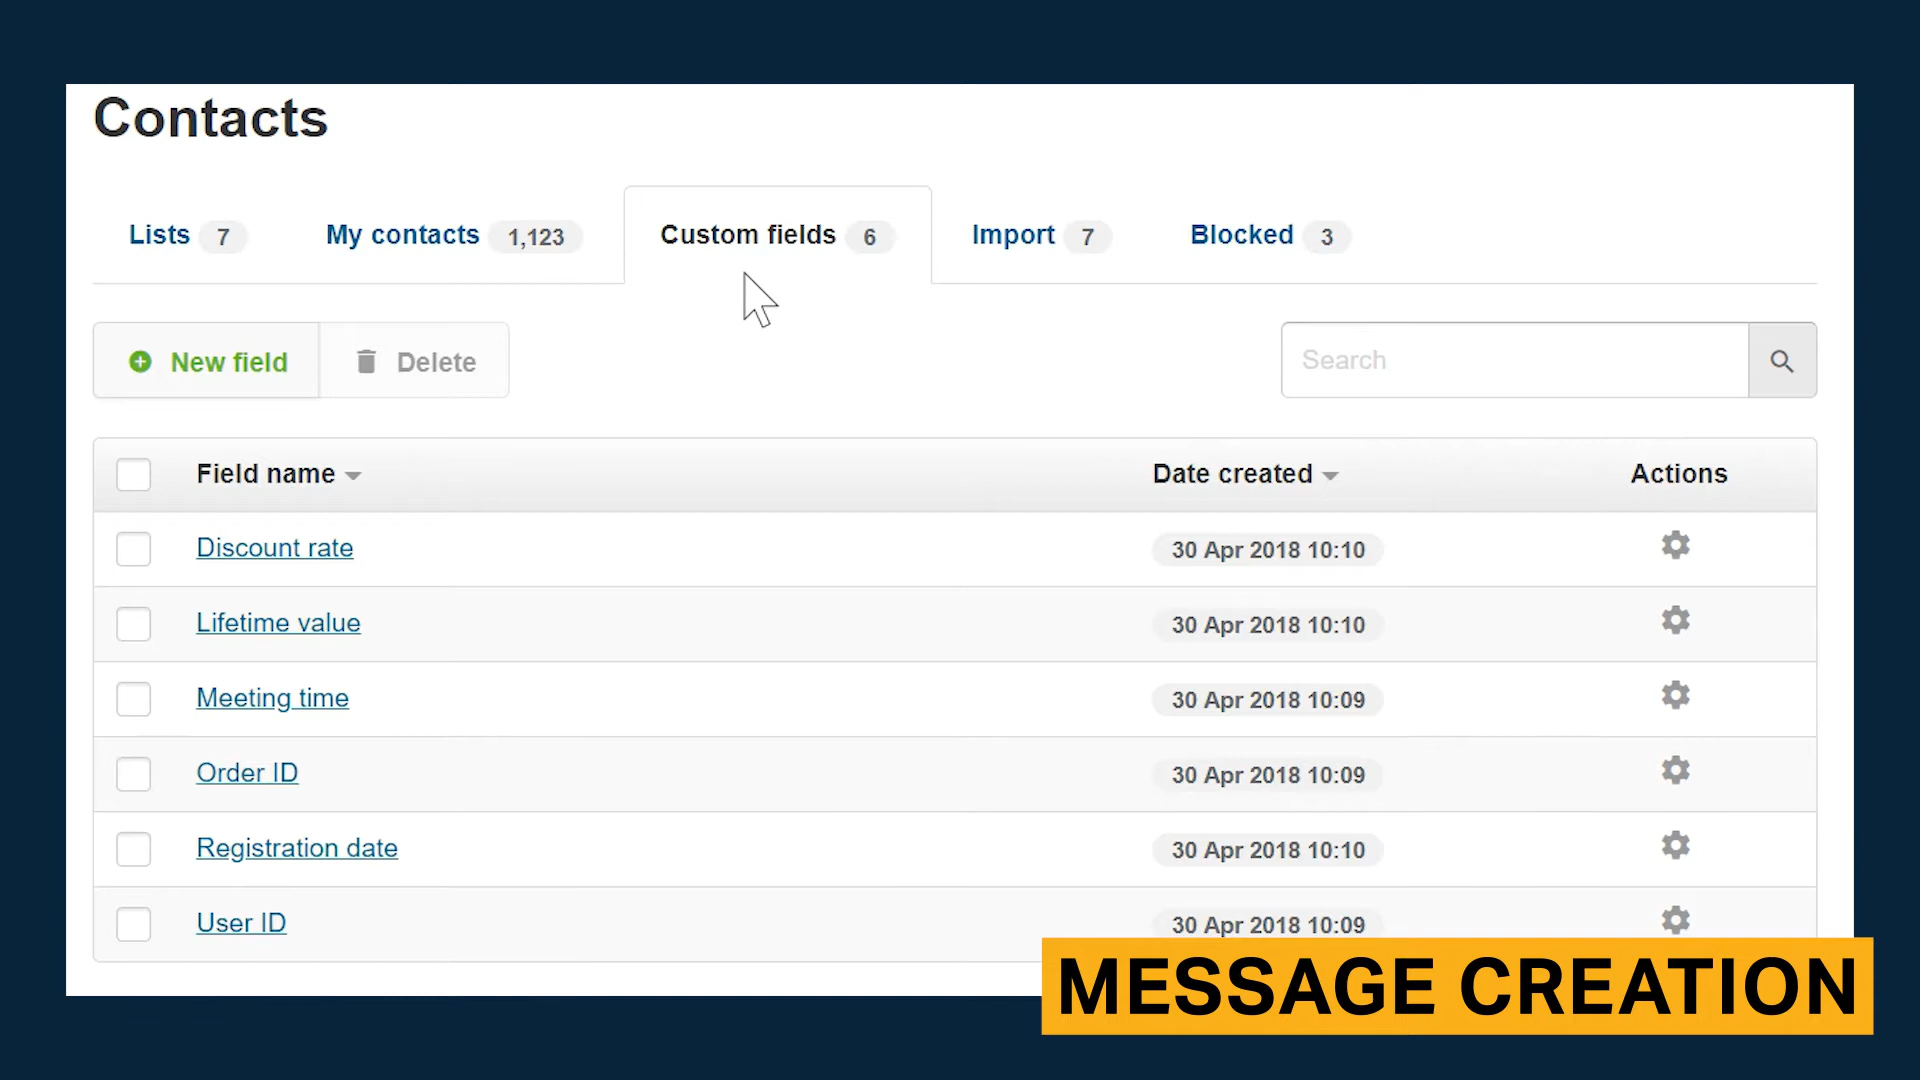 Contacts
Lists 7 My contacts 1,123 Custom fields 6 Import 7 Blocked 3
New field Delete Search
Field name Date created Actions
Discount rate 30 Apr 2018 10:10
Lifetime value 30 Apr 2018 10:10
Meeting time 30 Apr 2018 10:09
Order ID 30 Apr 2018 10:09
Registration date 30 Apr 2018 10:10
User ID 30 Apr 2018 10:09
MESSAGE CREATION